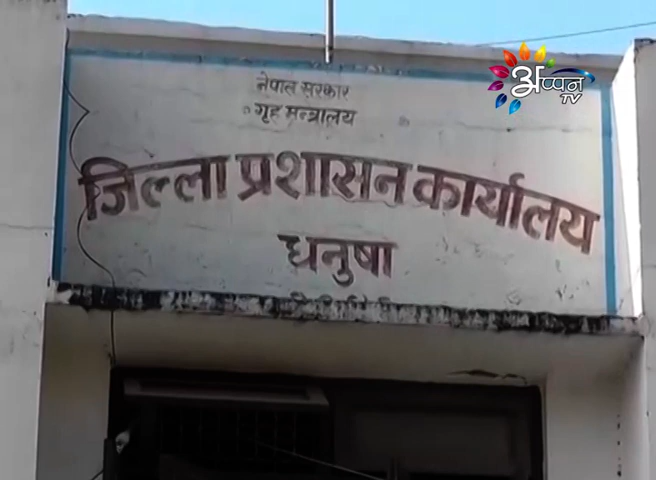 नेपाल सरकार
गृह मन्त्रालय
जिल्ला प्रशासन कार्यालय
धनुषा
अप्पन
TV